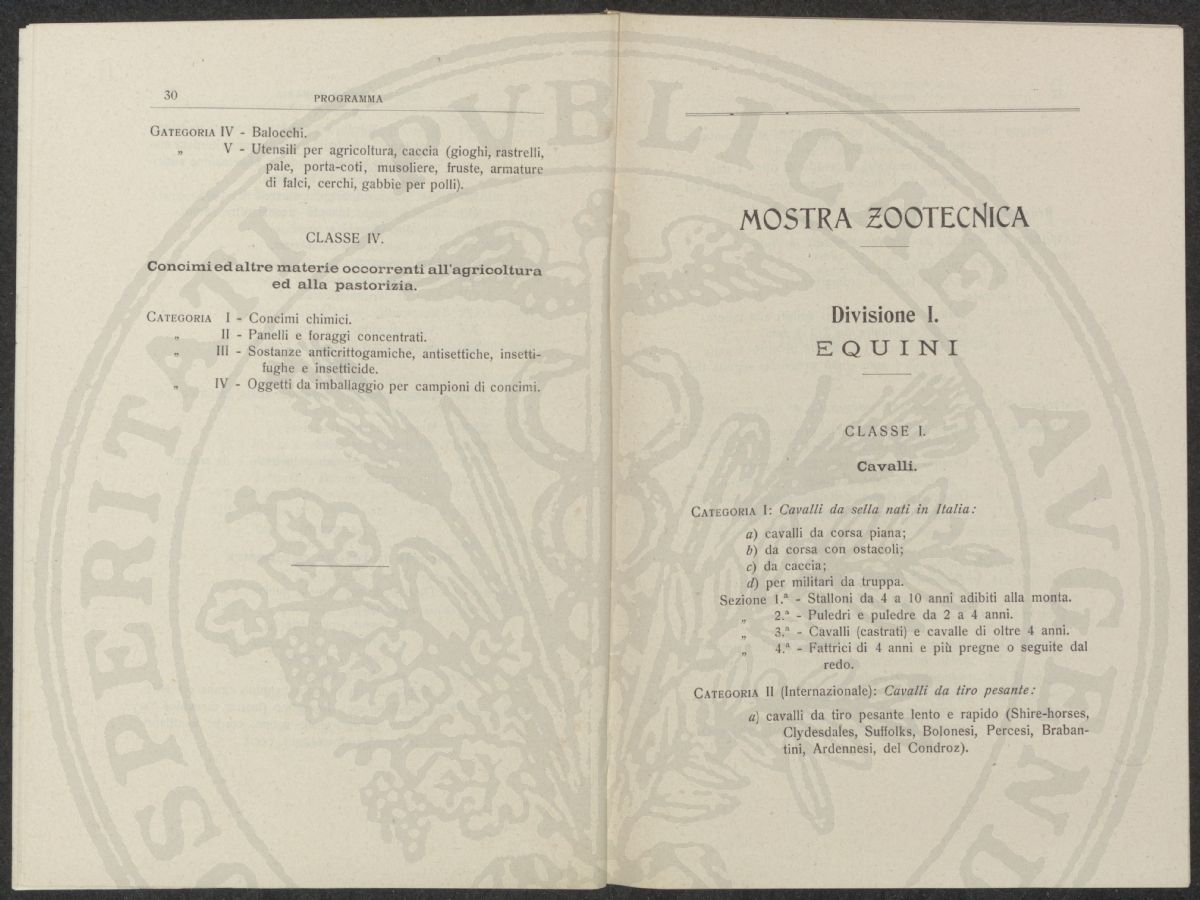 30
PROGRAMMA
GATEGORIA IV - Balocchi.
„ V - Utensili per agricoltura, caccia (gioghi, rastrelli,
pale, porta-coti, musoliere, fruste, armature
di falci, cerchi, gabbie per polli).
CLASSE IV.
Concimi ed altre materie occorrenti all'agricoltura
ed alla pastorizia.
CATEGORIA I - Concimi chimici.
„ II - Panelli e foraggi concentrati.
„ III - Sostanze anticrittogamiche, antisettiche, insetti-
fughe e insetticide.
„ IV - Oggetti da imballaggio per campioni di concimi.
MOSTRA ZOOTECNICA
Divisione I.
EQUINI
CLASSE I.
Cavalli.
CATEGORIA I: Cavalli da sella nati in Italia:
a) cavalli da corsa piana;
b) da corsa con ostacoli;
c) da caccia;
d) per militari da truppa.
Sezione 1.ª - Stalloni da 4 a 10 anni adibiti alla monta.
„ 2.ª - Puledri e puledre da 2 a 4 anni.
„ 3.ª - Cavalli (castrati) e cavalle di oltre 4 anni.
„ 4.ª - Fattrici di 4 anni e più pregne o seguite dal
redo.
CATEGORIA II (Internazionale): Cavalli da tiro pesante:
a) cavalli da tiro pesante lento e rapido (Shire-horses,
Clydesdales, Suffolks, Bolonesi, Percesi, Braban-
tini, Ardennesi, del Condroz).
SPERITATI PVBLICAE AVGEND